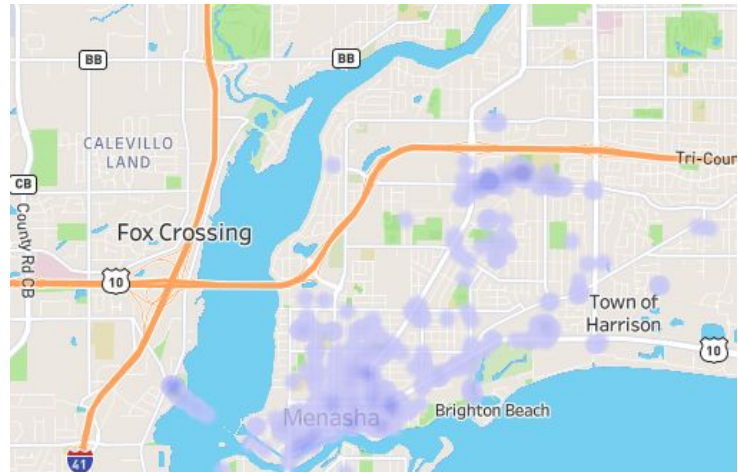 BB
BB
CALEVILLO
LAND
Tri-Coun
CB
County Rd CB
Fox Crossing
10
Town of
Harrison
10
Menasha
Brighton Beach
41